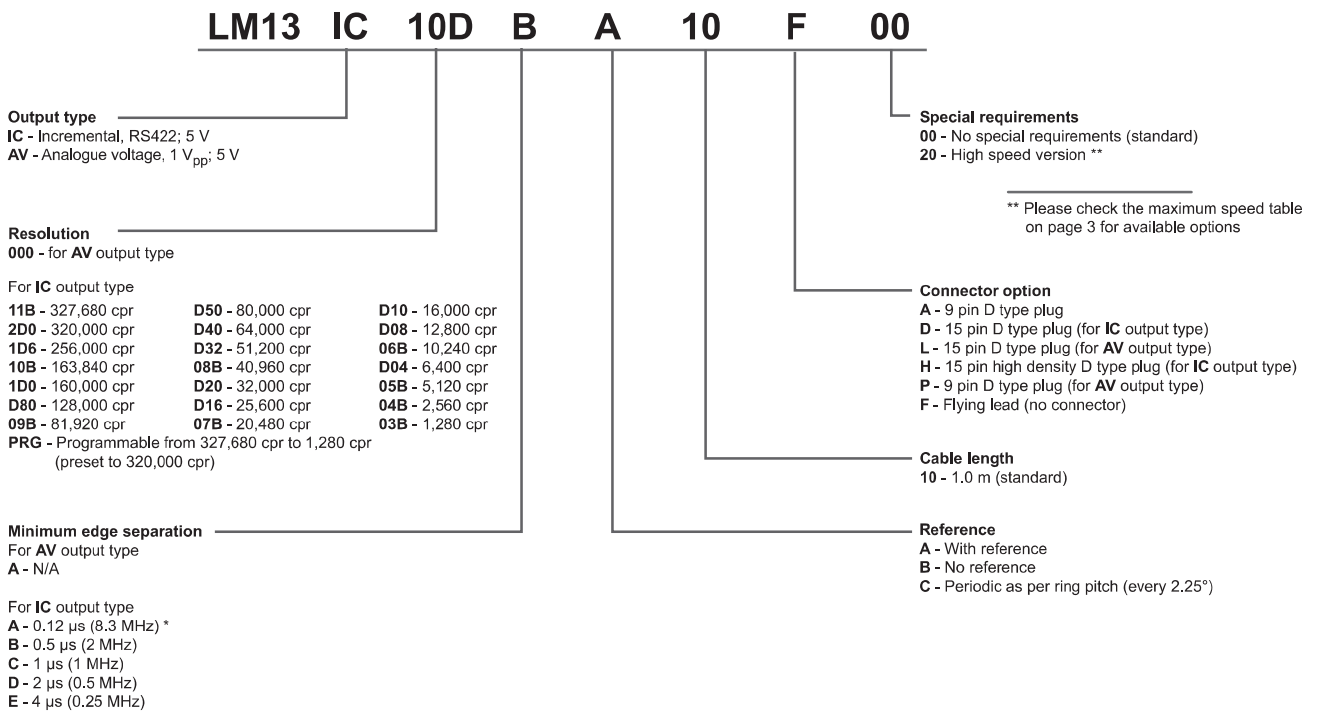 LM13 IC 10D B A 10 F 00
Output type
IC - Incremental, RS422; 5 V
AV - Analogue voltage, 1 Vpp; 5 V
Resolution
000 - for AV output type
For IC output type
11B - 327,680 cpr D50 - 80,000 cpr D10 - 16,000 cpr
2D0 - 320,000 cpr D40 - 64,000 cpr D08 - 12,800 cpr
1D6 - 256,000 cpr D32 - 51,200 cpr 06B - 10,240 cpr
10B - 163,840 cpr 08B - 40,960 cpr D04 - 6,400 cpr
1D0 - 160,000 cpr D20 - 32,000 cpr 05B - 5,120 cpr
D80 - 128,000 cpr D16 - 25,600 cpr 04B - 2,560 cpr
09B - 81,920 cpr 07B - 20,480 cpr 03B - 1,280 cpr
PRG - Programmable from 327,680 cpr to 1,280 cpr
(preset to 320,000 cpr)
Minimum edge separation
For AV output type
A - N/A
For IC output type
A - 0.12 µs (8.3 MHz) *
B - 0.5 µs (2 MHz)
C - 1 µs (1 MHz)
D - 2 µs (0.5 MHz)
E - 4 µs (0.25 MHz)
Special requirements
00 - No special requirements (standard)
20 - High speed version **
** Please check the maximum speed table
on page 3 for available options
Connector option
A - 9 pin D type plug
D - 15 pin D type plug (for IC output type)
L - 15 pin D type plug (for AV output type)
H - 15 pin high density D type plug (for IC output type)
P - 9 pin D type plug (for AV output type)
F - Flying lead (no connector)
Cable length
10 - 1.0 m (standard)
Reference
A - With reference
B - No reference
C - Periodic as per ring pitch (every 2.25°)